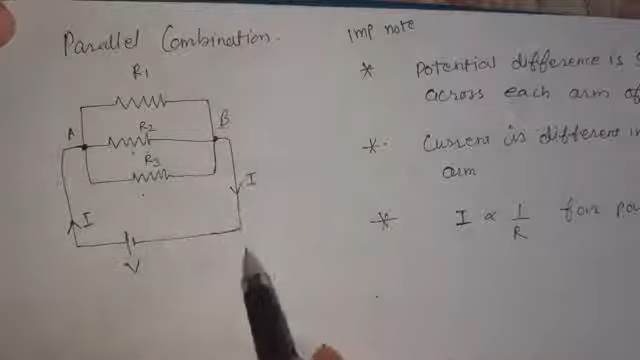 Parallel Combination.
R1
A
R2
B
R3
I
I
V
Imp note
* Potential difference is
across each arm of
* Current is different in
arm
* I ∝ 1/R for